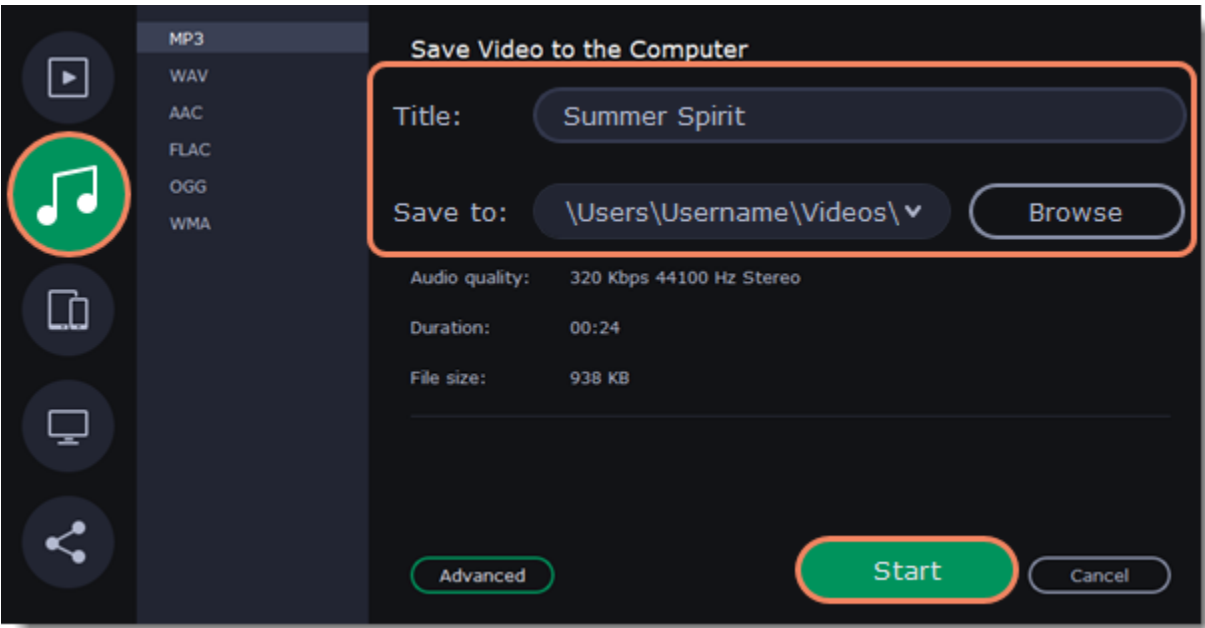 MP3
WAV
AAC
FLAC
OGG
WMA
Save Video to the Computer
Title: Summer Spirit
Save to: \Users\Username\Videos\ Browse
Audio quality: 320 Kbps 44100 Hz Stereo
Duration: 00:24
File size: 938 KB
Advanced Start Cancel